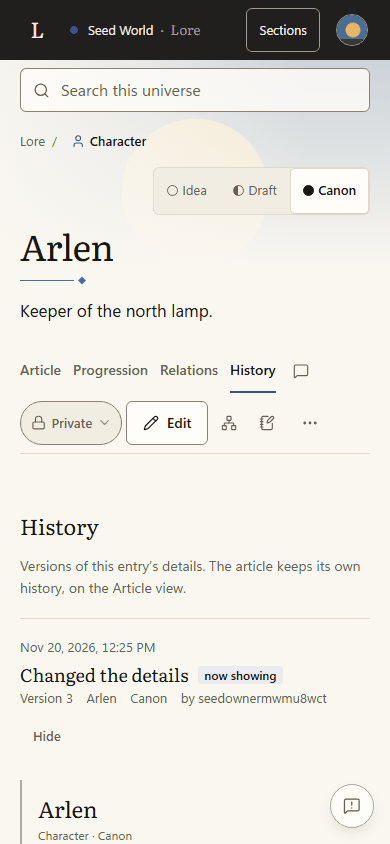 L Seed World · Lore Sections
Search this universe
Lore / Character
Idea Draft Canon
Arlen
Keeper of the north lamp.
Article Progression Relations History
Private Edit
History
Versions of this entry's details. The Article keeps its own
history, on the Article view.
Nov 20, 2026, 12:25 PM
Changed the details now showing
Version 3 Arlen Canon by seedownermwmu8wct
Hide
Arlen
Character · Canon